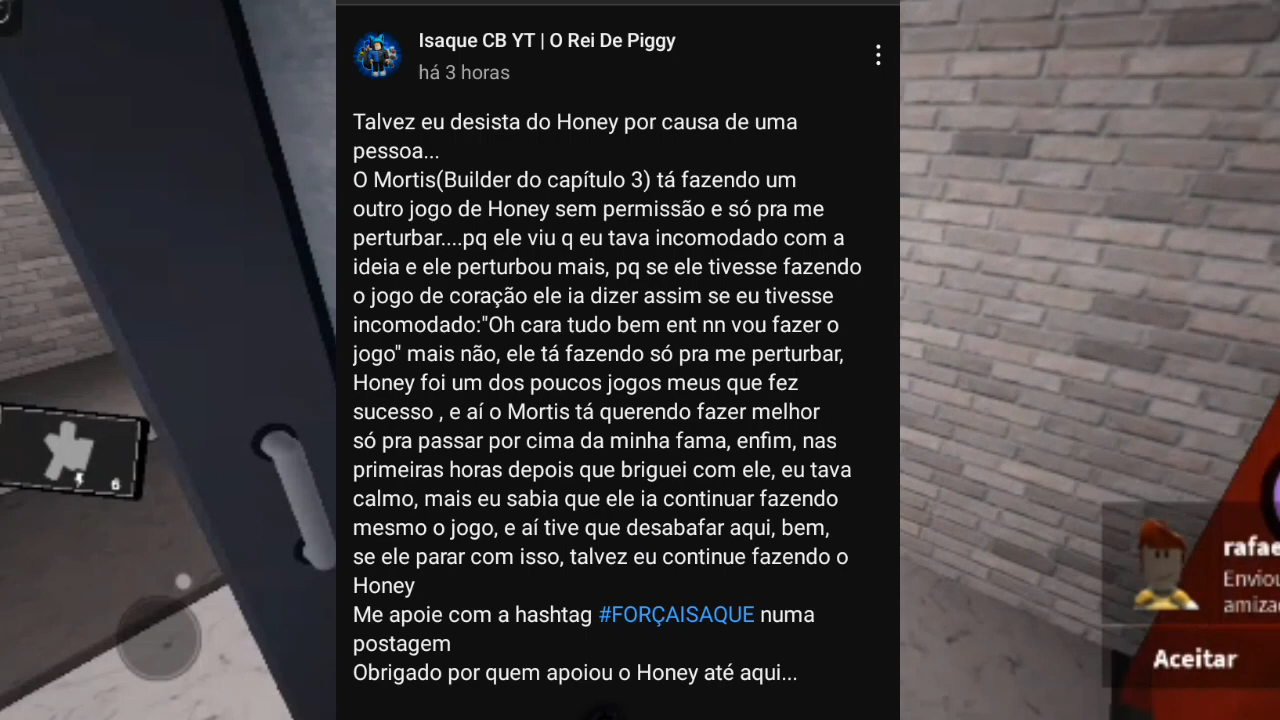 Isaque CB YT | O Rei De Piggy
há 3 horas
Talvez eu desista do Honey por causa de uma
pessoa...
O Mortis(Builder do capítulo 3) tá fazendo um
outro jogo de Honey sem permissão e só pra me
perturbar....pq ele viu q eu tava incomodado com a
ideia e ele perturbou mais, pq se ele tivesse fazendo
o jogo de coração ele ia dizer assim se eu tivesse
incomodado:"Oh cara tudo bem ent nn vou fazer o
jogo" mais não, ele tá fazendo só pra me perturbar,
Honey foi um dos poucos jogos meus que fez
sucesso , e aí o Mortis tá querendo fazer melhor
só pra passar por cima da minha fama, enfim, nas
primeiras horas depois que briguei com ele, eu tava
calmo, mais eu sabia que ele ia continuar fazendo
mesmo o jogo, e aí tive que desabafar aqui, bem,
se ele parar com isso, talvez eu continue fazendo o
Honey
Me apoie com a hashtag #FORÇAISAQUE numa
postagem
Obrigado por quem apoiou o Honey até aqui...
6
rafae
Enviou
amiza
Aceitar